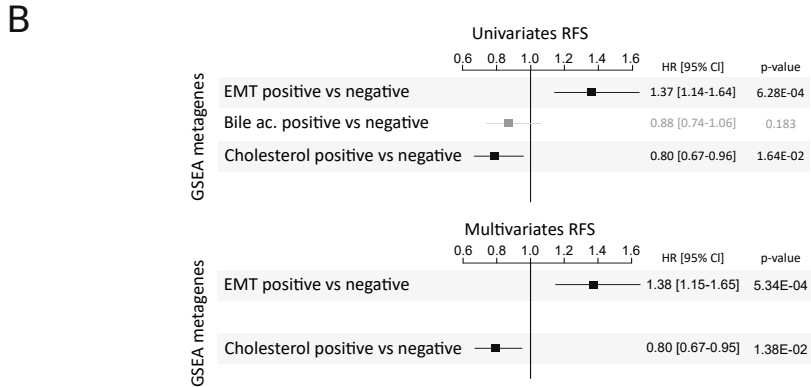 B
Univariates RFS
0.6 0.8 1.0 1.2 1.4 1.6 HR [95% CI] p-value
GSEA metagenes
EMT positive vs negative 1.37 [1.14-1.64] 6.28E-04
Bile ac. positive vs negative 0.88 [0.74-1.06] 0.183
Cholesterol positive vs negative 0.80 [0.67-0.96] 1.64E-02
Multivariates RFS
0.6 0.8 1.0 1.2 1.4 1.6 HR [95% CI] p-value
GSEA metagenes
EMT positive vs negative 1.38 [1.15-1.65] 5.34E-04
Cholesterol positive vs negative 0.80 [0.67-0.95] 1.38E-02